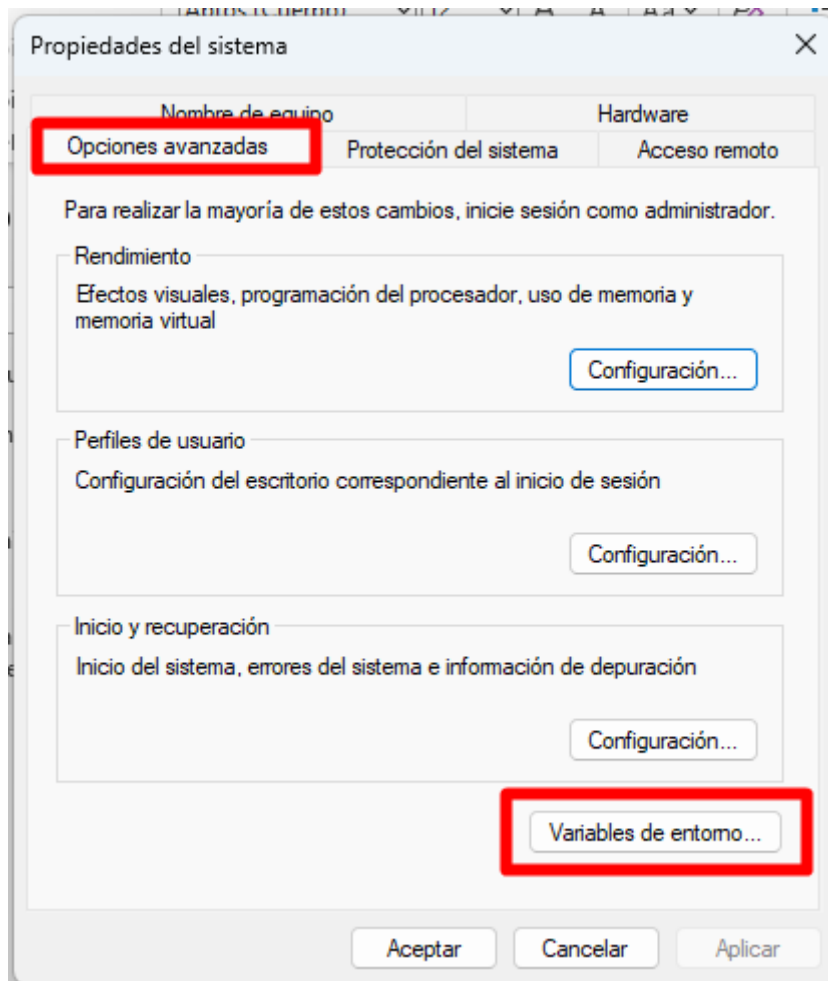 Propiedades del sistema
Nombre de equipo
Hardware
Opciones avanzadas
Protección del sistema
Acceso remoto
Para realizar la mayoría de estos cambios, inicie sesión como administrador.
Rendimiento
Efectos visuales, programación del procesador, uso de memoria y
memoria virtual
Configuración...
Perfiles de usuario
Configuración del escritorio correspondiente al inicio de sesión
Configuración...
Inicio y recuperación
Inicio del sistema, errores del sistema e información de depuración
Configuración...
Variables de entorno...
Aceptar
Cancelar
Aplicar